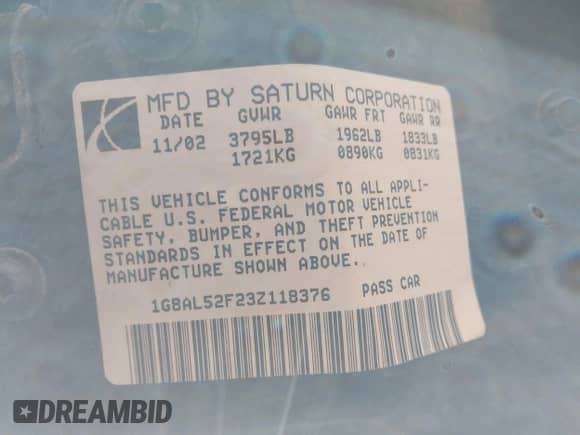 MFD BY SATURN CORPORATION
DATE GVWR GAWR FRT GAWR RR
11/02 3795LB 1962LB 1833LB
1721KG 0890KG 0831KG
THIS VEHICLE CONFORMS TO ALL APPLI-
CABLE U.S. FEDERAL MOTOR VEHICLE
SAFETY, BUMPER, AND THEFT PREVENTION
STANDARDS IN EFFECT ON THE DATE OF
MANUFACTURE SHOWN ABOVE.
1G8AL52F23Z118376 PASS CAR
DREAMBID